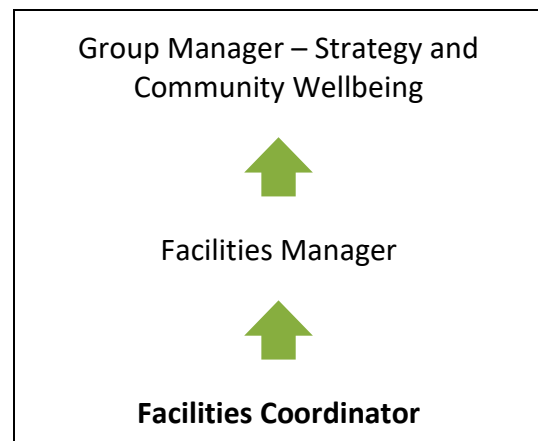 Group Manager – Strategy and
Community Wellbeing
Facilities Manager
Facilities Coordinator